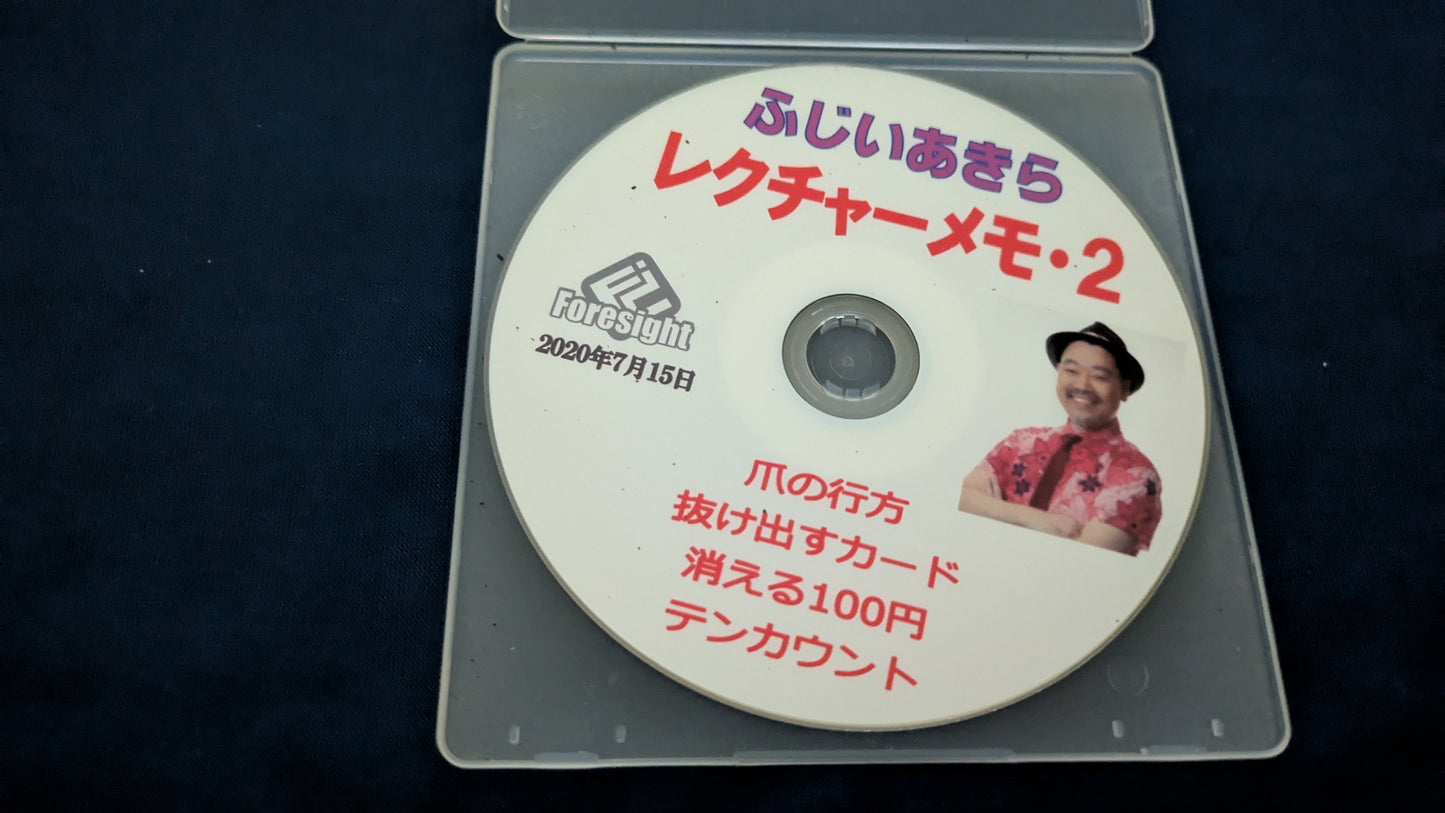 ふじいあきら
レクチャーメモ・2
Foresight
2020年7月15日
爪の行方
抜け出すカード
消える100円
テンカウント